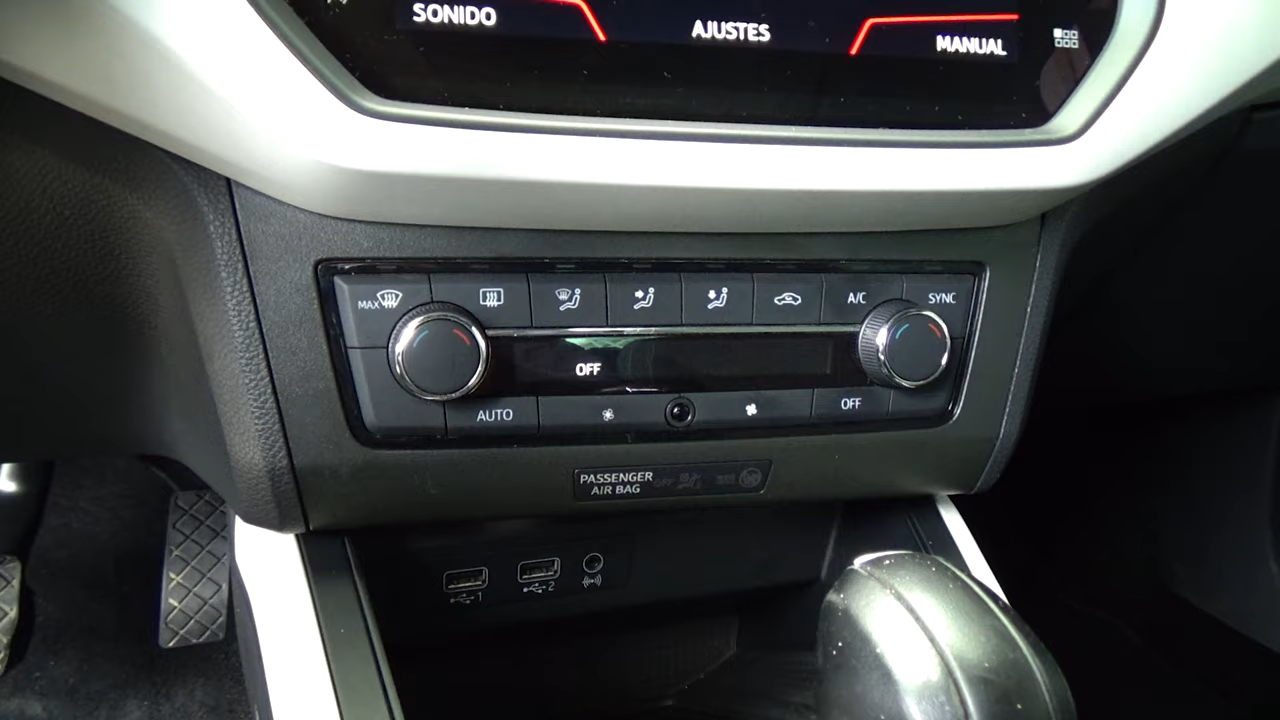 SONIDO
AJUSTES
MANUAL
MAX
A/C
SYNC
OFF
AUTO
OFF
PASSENGER
AIR BAG
1
2